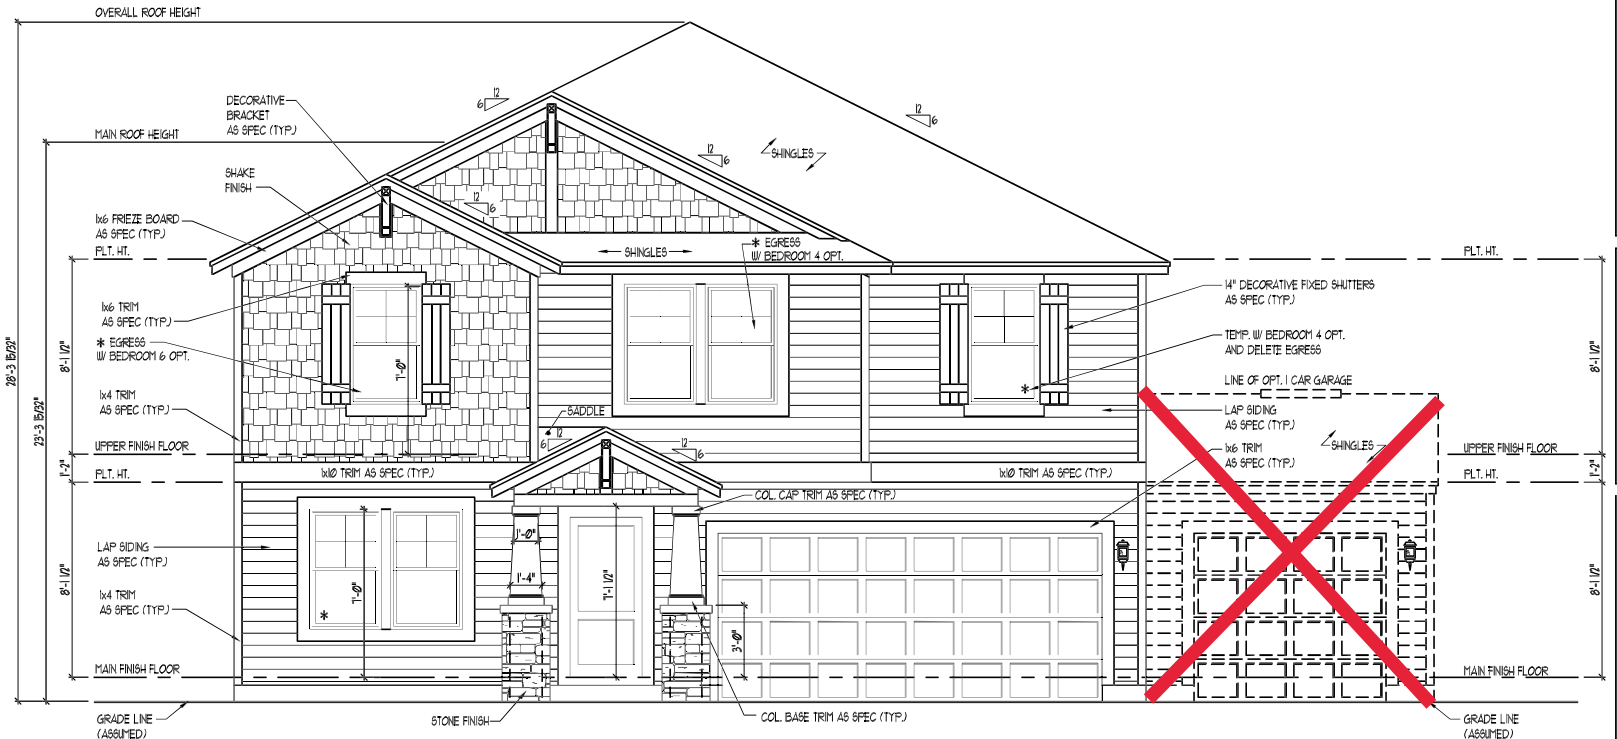 OVERALL ROOF HEIGHT
12
6
DECORATIVE
BRACKET
AS SPEC (TYP.)
12
6
MAIN ROOF HEIGHT
12
6
SHINGLES
SHAKE
FINISH
12
6
1x6 FRIEZE BOARD
AS SPEC (TYP.)
PLT. HT.
SHINGLES
* EGRESS
W/ BEDROOM 4 OPT.
PLT. HT.
14" DECORATIVE FIXED SHUTTERS
AS SPEC (TYP.)
1x6 TRIM
AS SPEC (TYP.)
* EGRESS
W/ BEDROOM 6 OPT.
TEMP. W/ BEDROOM 4 OPT.
AND DELETE EGRESS
28'-3 15/32"
23'-3 15/32"
8'-1 1/2"
7'-0"
*
8'-1 1/2"
LINE OF OPT. 1 CAR GARAGE
1x4 TRIM
AS SPEC (TYP.)
SADDLE
LAP SIDING
AS SPEC (TYP.)
12
6
12
6
UPPER FINISH FLOOR
SHINGLES
UPPER FINISH FLOOR
1x6 TRIM
AS SPEC (TYP.)
1'-2"
PLT. HT.
1x10 TRIM AS SPEC (TYP.)
1x10 TRIM AS SPEC (TYP.)
PLT. HT.
1'-2"
COL. CAP TRIM AS SPEC (TYP.)
1'-0"
LAP SIDING
AS SPEC (TYP.)
1'-4"
8'-1 1/2"
7'-0"
7'-1 1/2"
8'-1 1/2"
1x4 TRIM
AS SPEC (TYP.)
*
3'-0"
MAIN FINISH FLOOR
MAIN FINISH FLOOR
GRADE LINE
(ASSUMED)
STONE FINISH
COL. BASE TRIM AS SPEC (TYP.)
GRADE LINE
(ASSUMED)